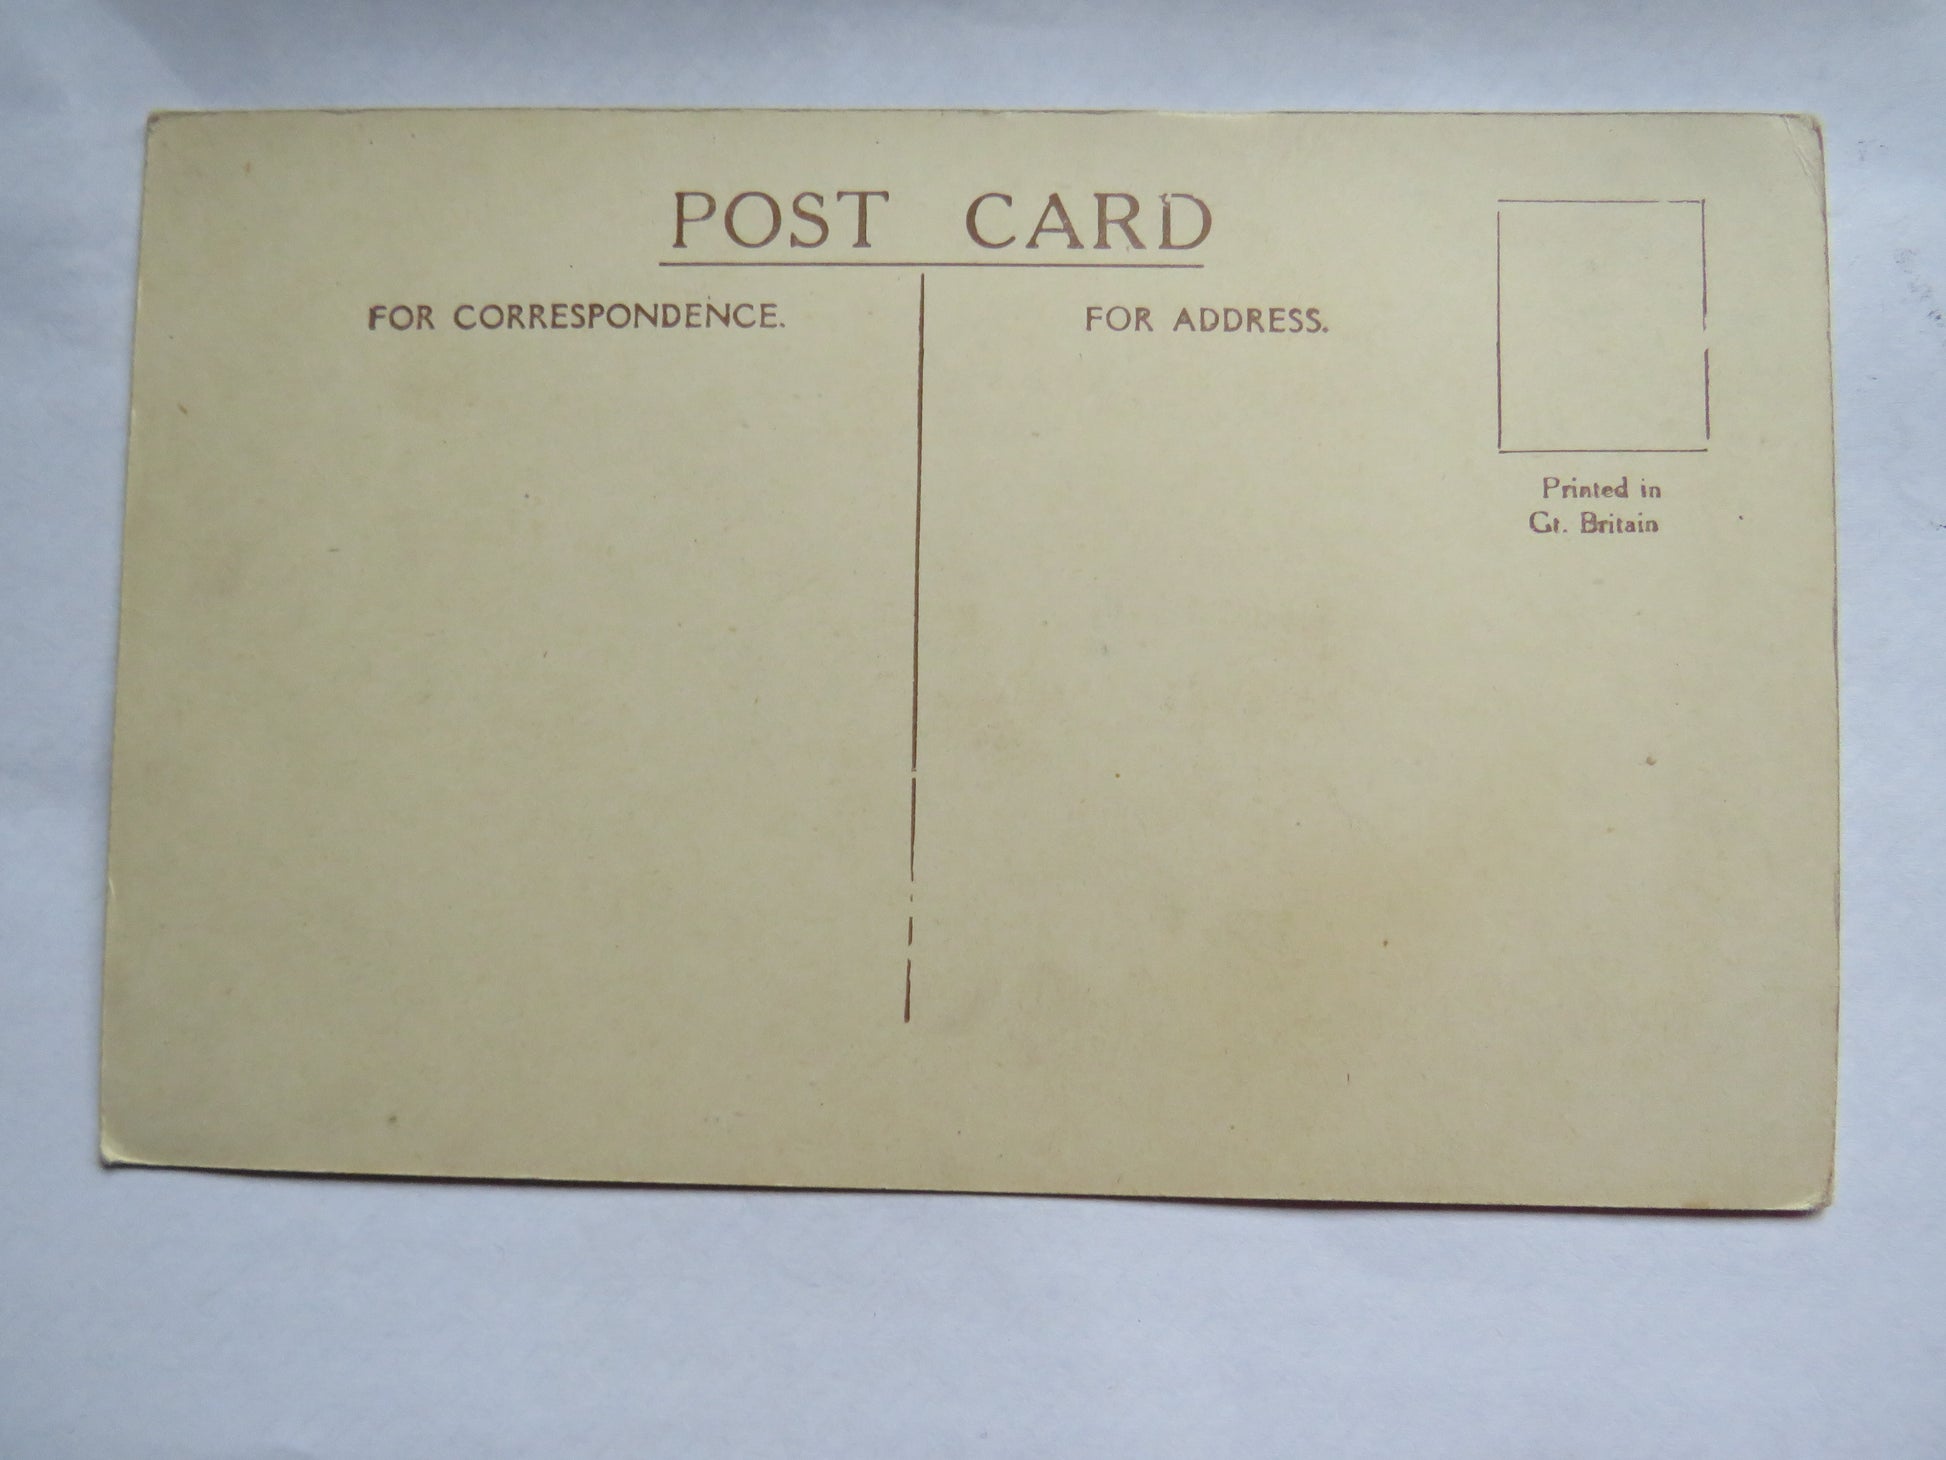 POST CARD
FOR CORRESPONDENCE.
FOR ADDRESS.
Printed in
Gt. Britain